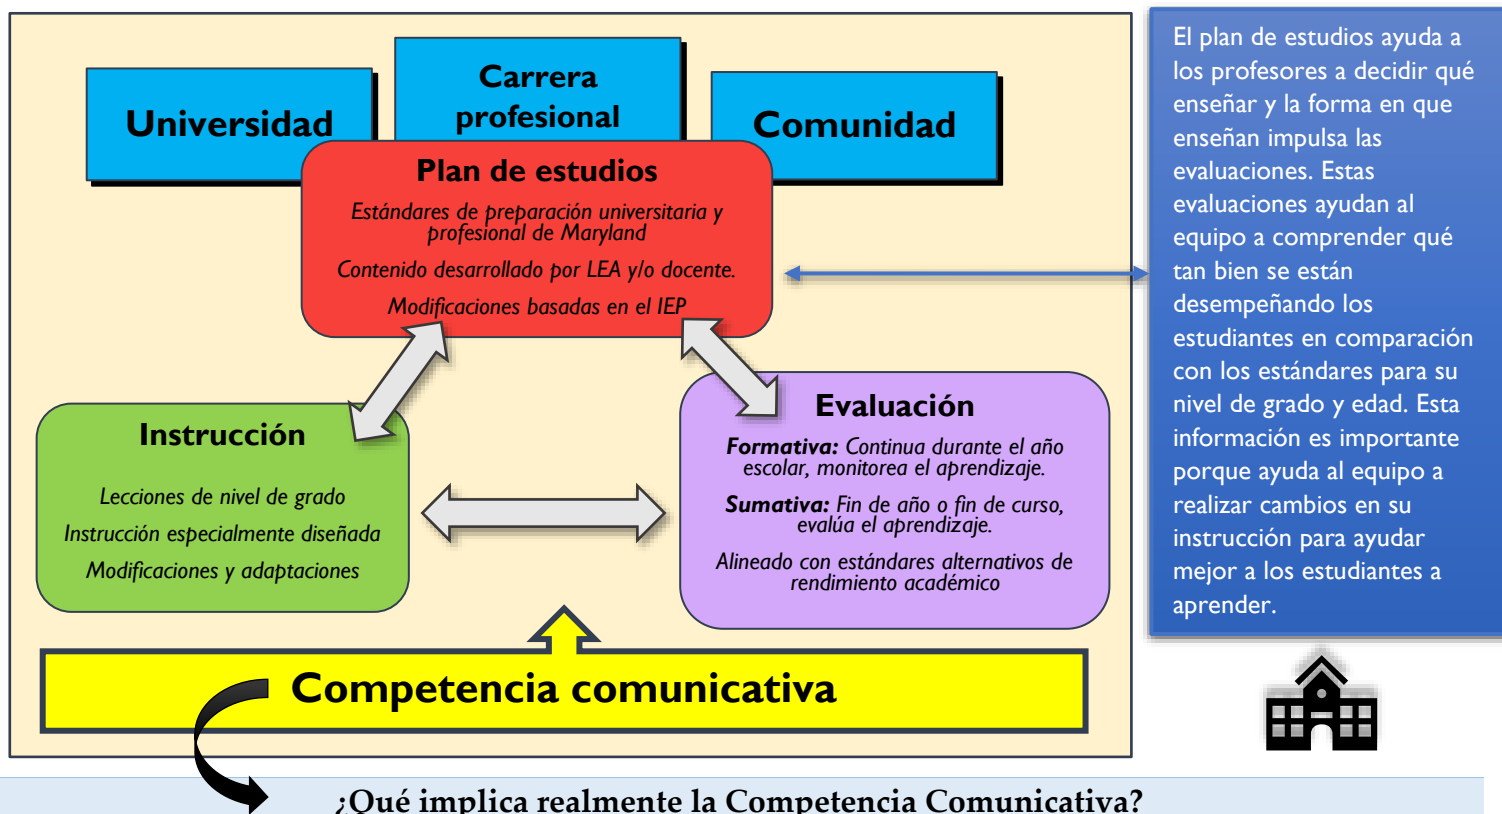 Universidad
Carrera
profesional
Comunidad
Plan de estudios
Estándares de preparación universitaria y
profesional de Maryland
Contenido desarrollado por LEA y/o docente.
Modificaciones basadas en el IEP
Instrucción
Lecciones de nivel de grado
Instrucción especialmente diseñada
Modificaciones y adaptaciones
Evaluación
Formativa: Continua durante el año
escolar, monitorea el aprendizaje.
Sumativa: Fin de año o fin de curso,
evalúa el aprendizaje.
Alineado con estándares alternativos de
rendimiento académico
Competencia comunicativa
El plan de estudios ayuda a
los profesores a decidir qué
enseñar y la forma en que
enseñan impulsa las
evaluaciones. Estas
evaluaciones ayudan al
equipo a comprender qué
tan bien se están
desempeñando los
estudiantes en comparación
con los estándares para su
nivel de grado y edad. Esta
información es importante
porque ayuda al equipo a
realizar cambios en su
instrucción para ayudar
mejor a los estudiantes a
aprender.
¿Qué implica realmente la Competencia Comunicativa?